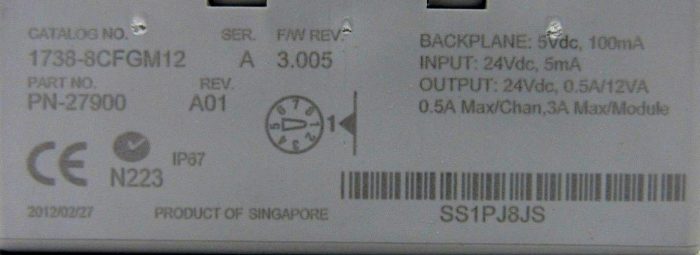 CATALOG NO. SER. F/W REV.
1738-8CFGM12 A 3.005
PART NO. REV.
PN-27900 A01
BACKPLANE: 5Vdc, 100mA
INPUT: 24Vdc, 5mA
OUTPUT: 24Vdc, 0.5A/12VA
0.5A Max/Chan,3A Max/Module
1
CE
N223
IP67
2012/02/27 PRODUCT OF SINGAPORE
SS1PJ8JS